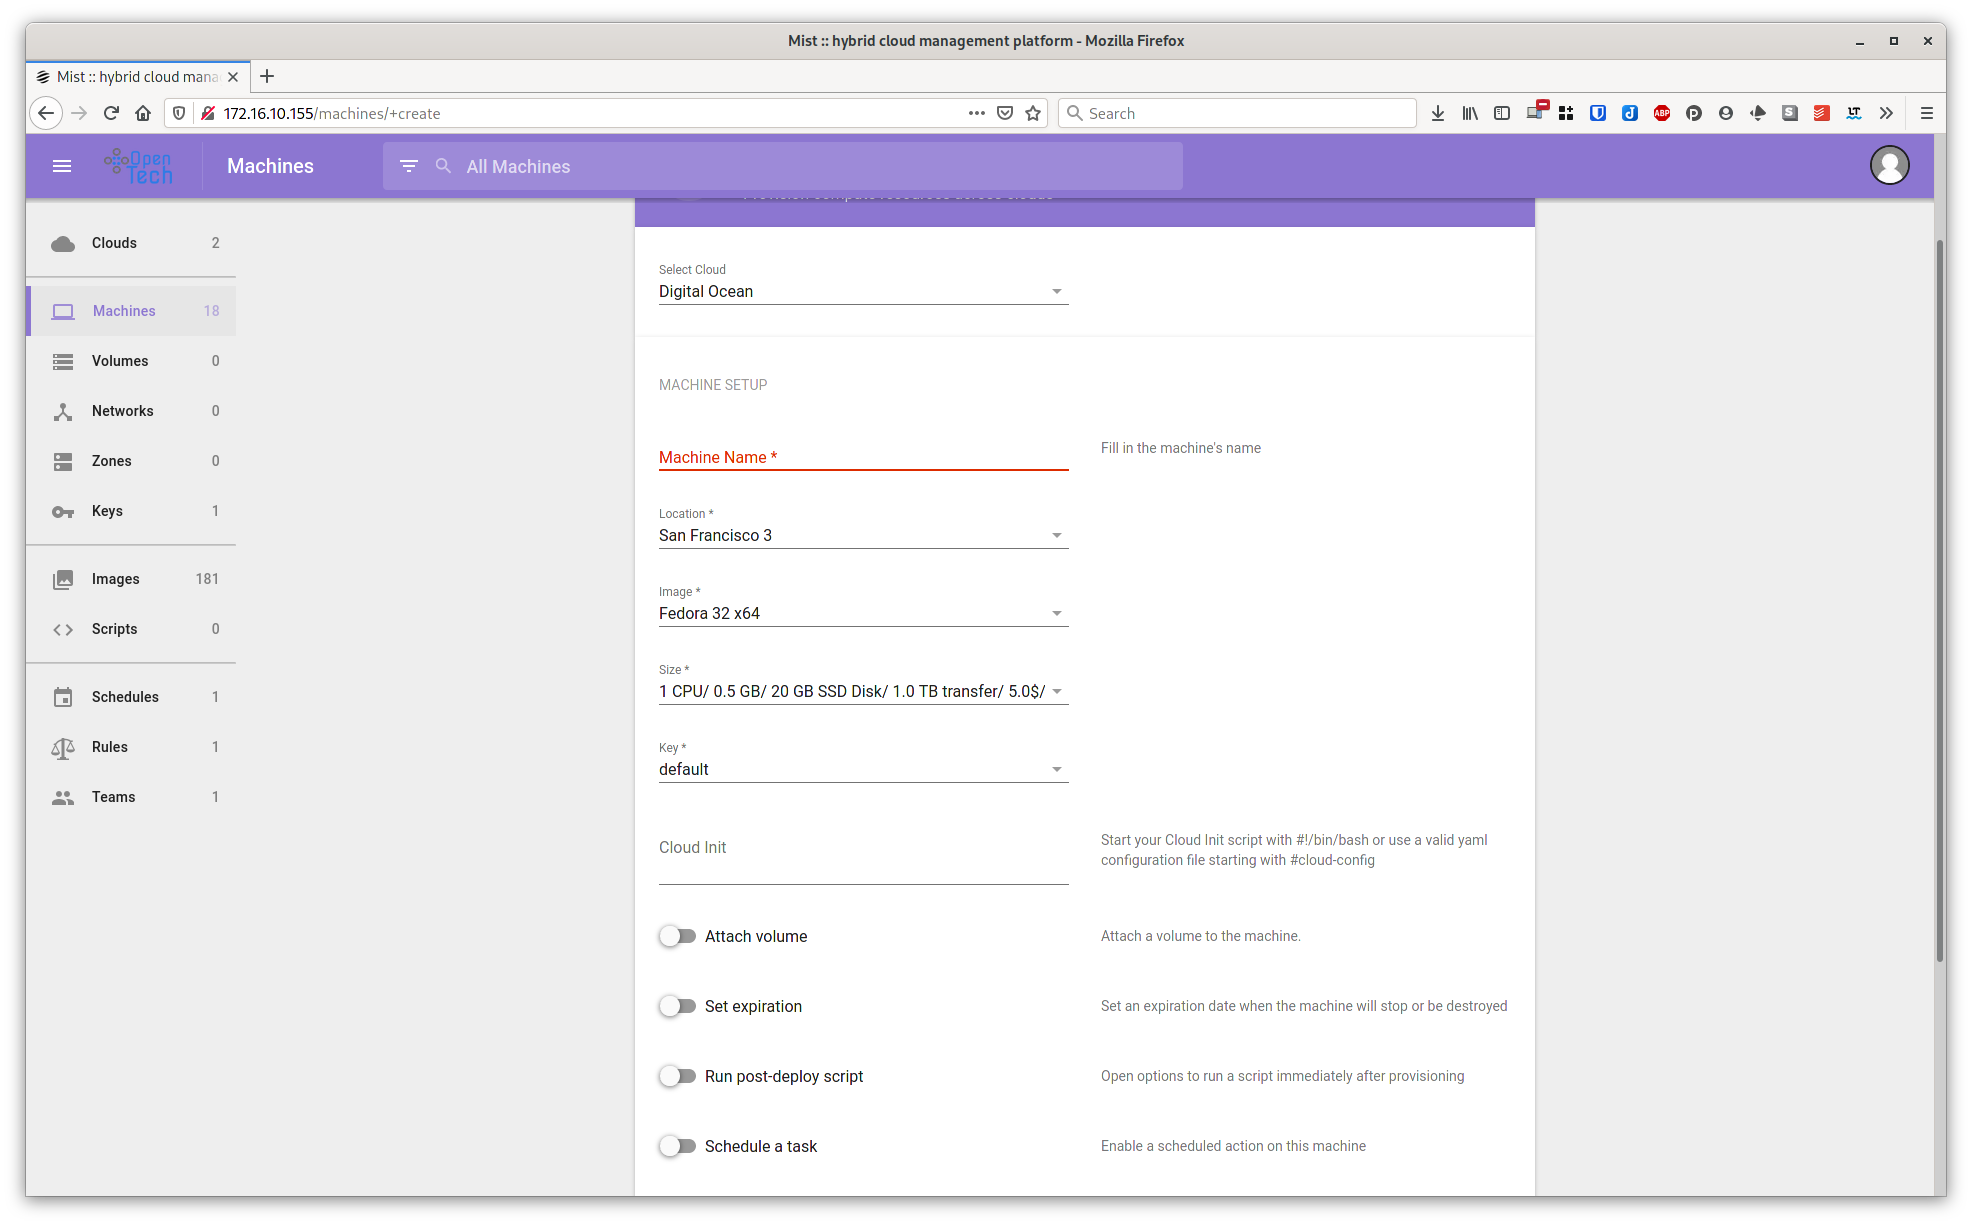 Mist :: hybrid cloud management platform - Mozilla Firefox
Mist :: hybrid cloud mana
172.16.10.155/machines/+create
Search
Open
Tech
Machines
All Machines
Provision compute resources across clouds
Clouds 2
Machines 18
Volumes 0
Networks 0
Zones 0
Keys 1
Images 181
Scripts 0
Schedules 1
Rules 1
Teams 1
Select Cloud
Digital Ocean
MACHINE SETUP
Machine Name *
Fill in the machine's name
Location *
San Francisco 3
Image *
Fedora 32 x64
Size *
1 CPU/ 0.5 GB/ 20 GB SSD Disk/ 1.0 TB transfer/ 5.0$/
Key *
default
Cloud Init
Start your Cloud Init script with #!/bin/bash or use a valid yaml
configuration file starting with #cloud-config
Attach volume
Attach a volume to the machine.
Set expiration
Set an expiration date when the machine will stop or be destroyed
Run post-deploy script
Open options to run a script immediately after provisioning
Schedule a task
Enable a scheduled action on this machine